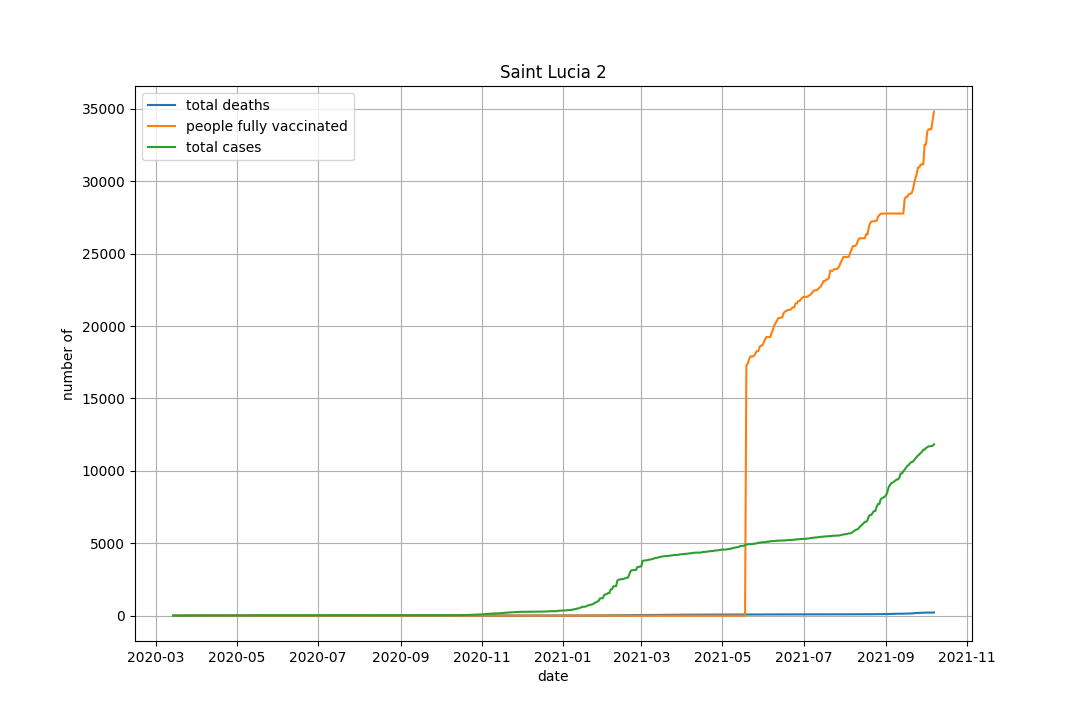 Saint Lucia 2
total deaths
people fully vaccinated
total cases
35000
30000
25000
20000
15000
10000
5000
0
number of
2020-03 2020-05 2020-07 2020-09 2020-11 2021-01 2021-03 2021-05 2021-07 2021-09 2021-11
date